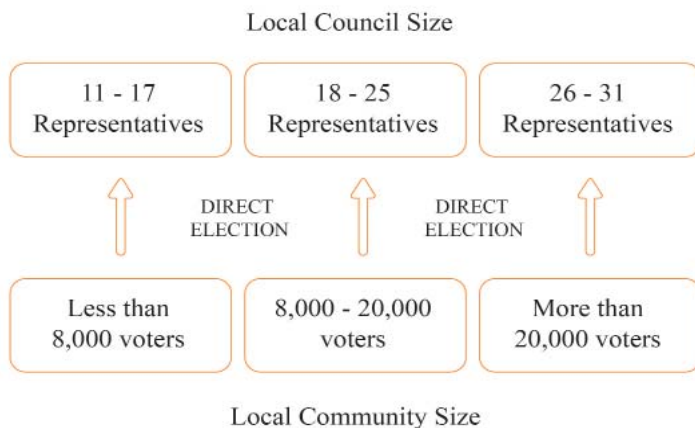 Local Council Size
11 - 17
Representatives
18 - 25
Representatives
26 - 31
Representatives
DIRECT
ELECTION
DIRECT
ELECTION
Less than
8,000 voters
8,000 - 20,000
voters
More than
20,000 voters
Local Community Size